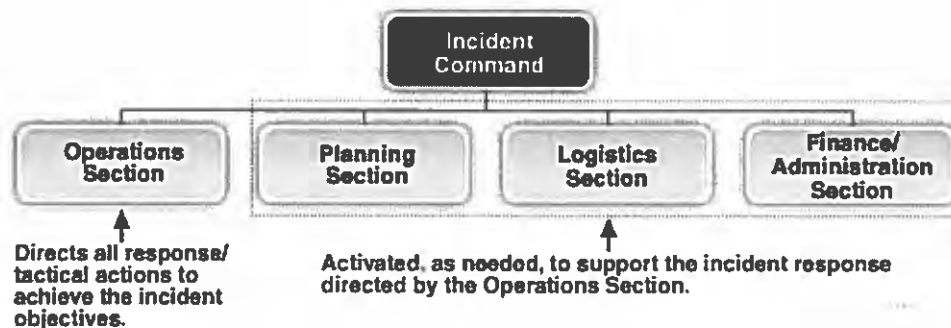 Incident
Command
Operations
Section
Planning
Section
Logistics
Section
Finance/
Administration
Section
Directs all response/
tactical actions to
achieve the incident
objectives.
Activated, as needed, to support the incident response
directed by the Operations Section.